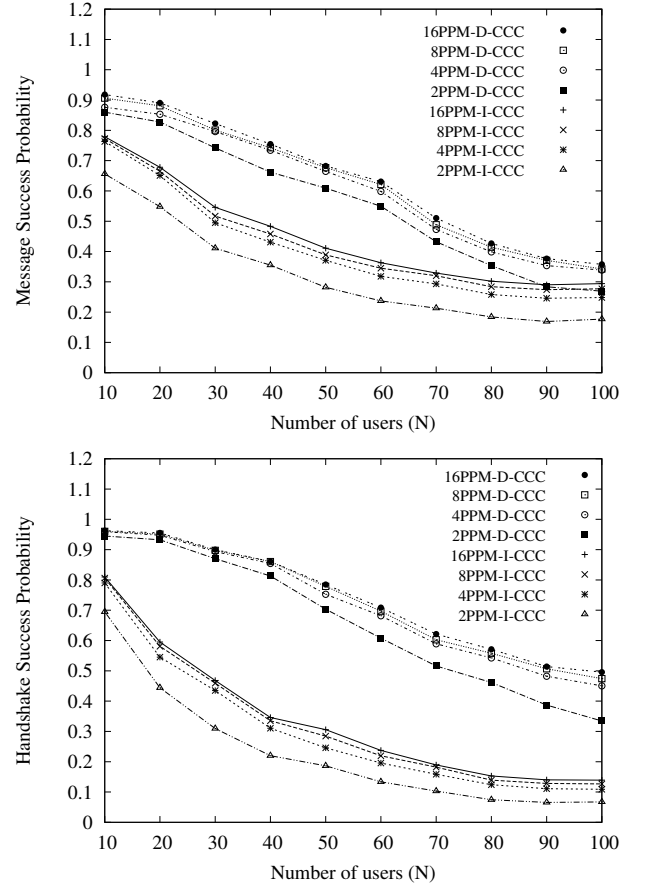 1.2
1.1
1
0.9
0.8
0.7
0.6
0.5
0.4
0.3
0.2
0.1
0
Message Success Probability
16PPM-D-CCC
8PPM-D-CCC
4PPM-D-CCC
2PPM-D-CCC
16PPM-I-CCC
8PPM-I-CCC
4PPM-I-CCC
2PPM-I-CCC
10 20 30 40 50 60 70 80 90 100
Number of users (N)
1.2
1.1
1
0.9
0.8
0.7
0.6
0.5
0.4
0.3
0.2
0.1
0
Handshake Success Probability
16PPM-D-CCC
8PPM-D-CCC
4PPM-D-CCC
2PPM-D-CCC
16PPM-I-CCC
8PPM-I-CCC
4PPM-I-CCC
2PPM-I-CCC
10 20 30 40 50 60 70 80 90 100
Number of users (N)